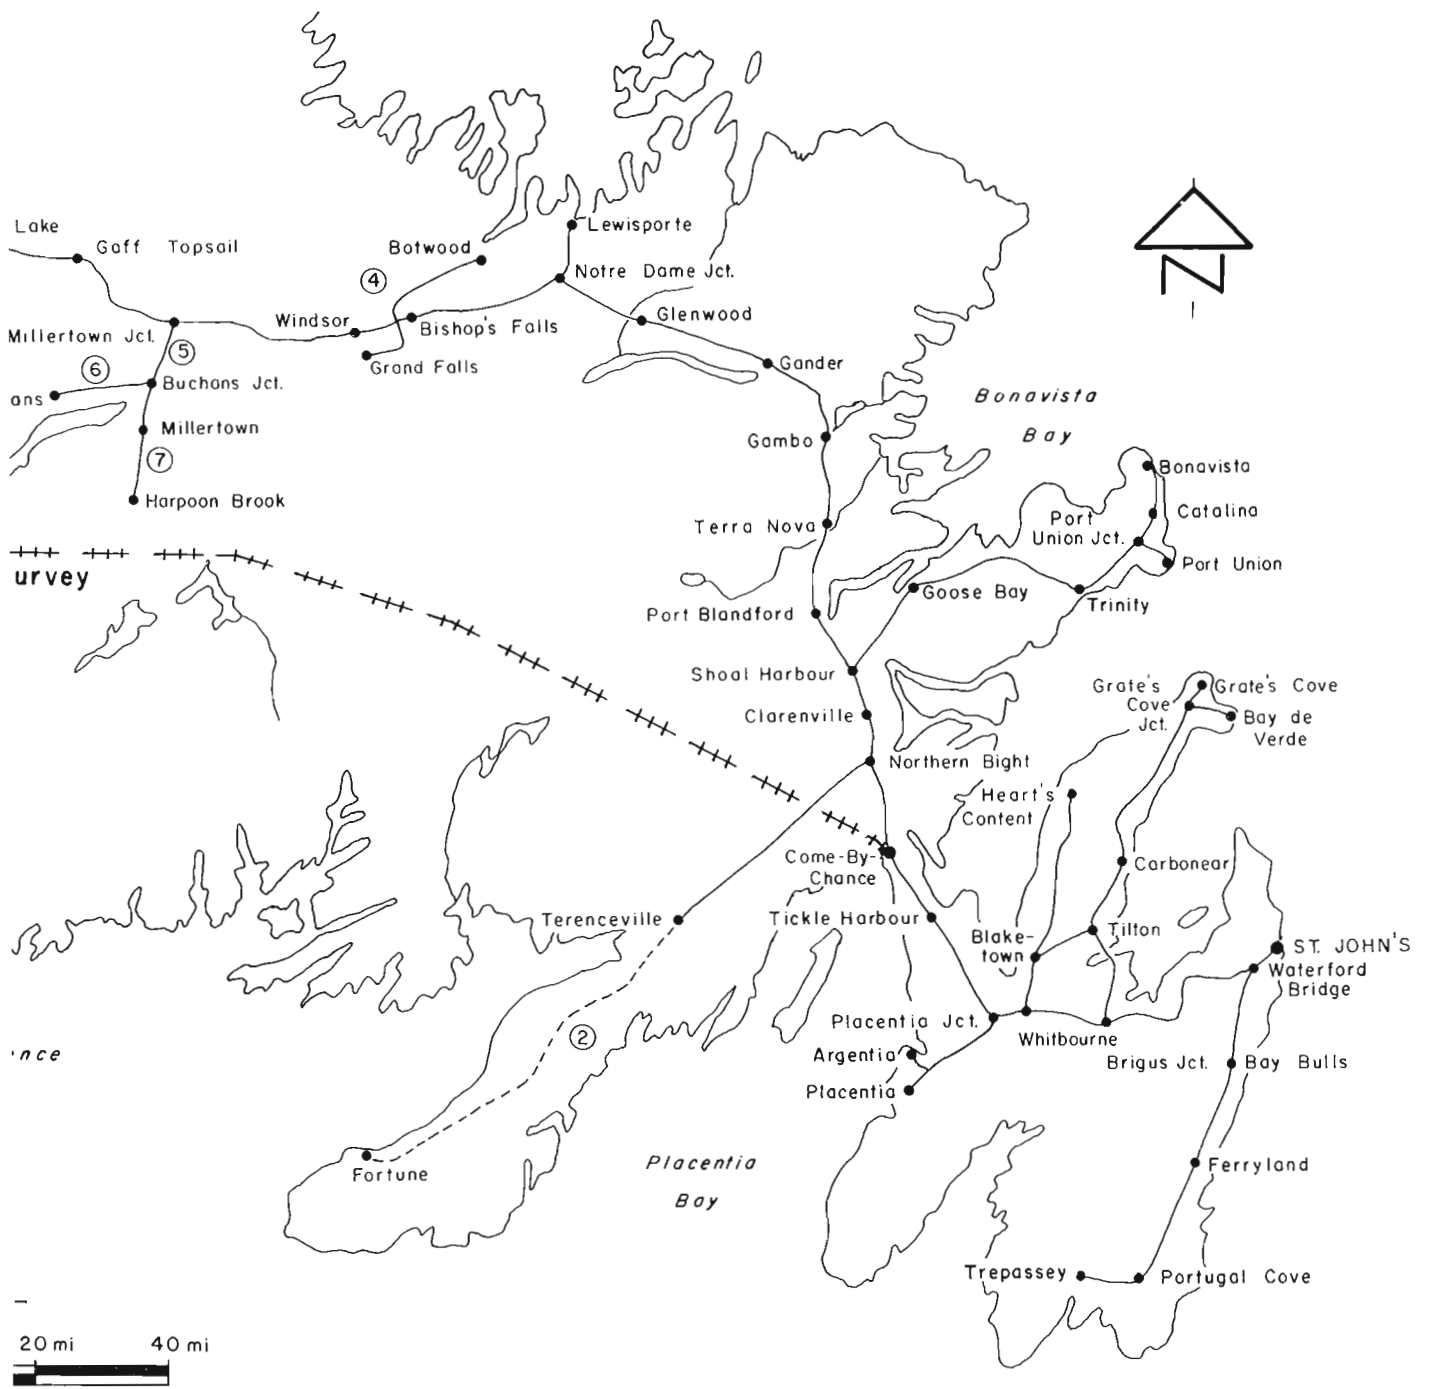 Lake
Gaff Topsail
Botwood
Lewisporte
4
Notre Dame Jct.
Windsor
Bishop's Falls
Glenwood
Millertown Jct.
5
Grand Falls
Gander
6
Buchans Jct.
ans
Bonavista
Bay
Millertown
Gambo
7
Bonavista
Harpoon Brook
Catalina
Port
Union Jct.
Terra Nova
Port Union
urvey
Goose Bay
Trinity
Port Blandford
Shoal Harbour
Grate's
Cove
Jct.
Grate's Cove
Clarenville
Bay de
Verde
Northern Bight
Heart's
Content
Come-By-
Chance
Carbonear
Terenceville
Tickle Harbour
Blake-
town
Tilton
ST. JOHN'S
Waterford
Bridge
Placentia Jct.
2
Whitbourne
Argentia
nce
Brigus Jct.
Bay Bulls
Placentia
Placentia
Bay
Fortune
Ferryland
Trepassey
Portugal Cove
20 mi
40 mi
N